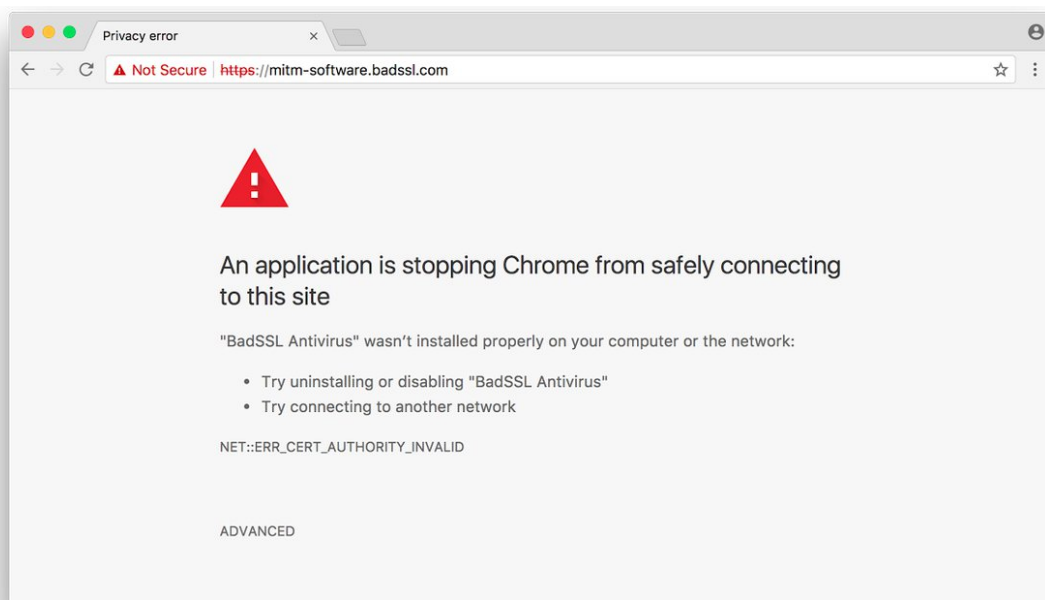 Privacy error
Not Secure https://mitm-software.badssl.com
An application is stopping Chrome from safely connecting
to this site
"BadSSL Antivirus" wasn’t installed properly on your computer or the network:
• Try uninstalling or disabling "BadSSL Antivirus"
• Try connecting to another network
NET::ERR_CERT_AUTHORITY_INVALID
ADVANCED